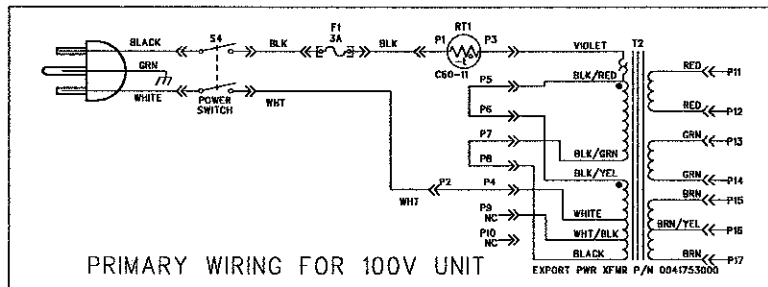 BLACK
S4
BLK
F1
3A
BLK
P1
RT1
P3
VIOLET
T2
GRN
-t
C60-11
P5
BLK/RED
RED
P11
WHITE
POWER
SWITCH
WHT
P6
RED
P12
P7
BLK/GRN
GRN
P13
P8
BLK/YEL
GRN
P14
WHT
P2
P4
WHITE
BRN
P15
P9
NC
WHT/BLK
BRN/YEL
P16
P10
NC
BLACK
BRN
P17
PRIMARY WIRING FOR 100V UNIT
EXPORT PWR XFMR P/N 0041753000